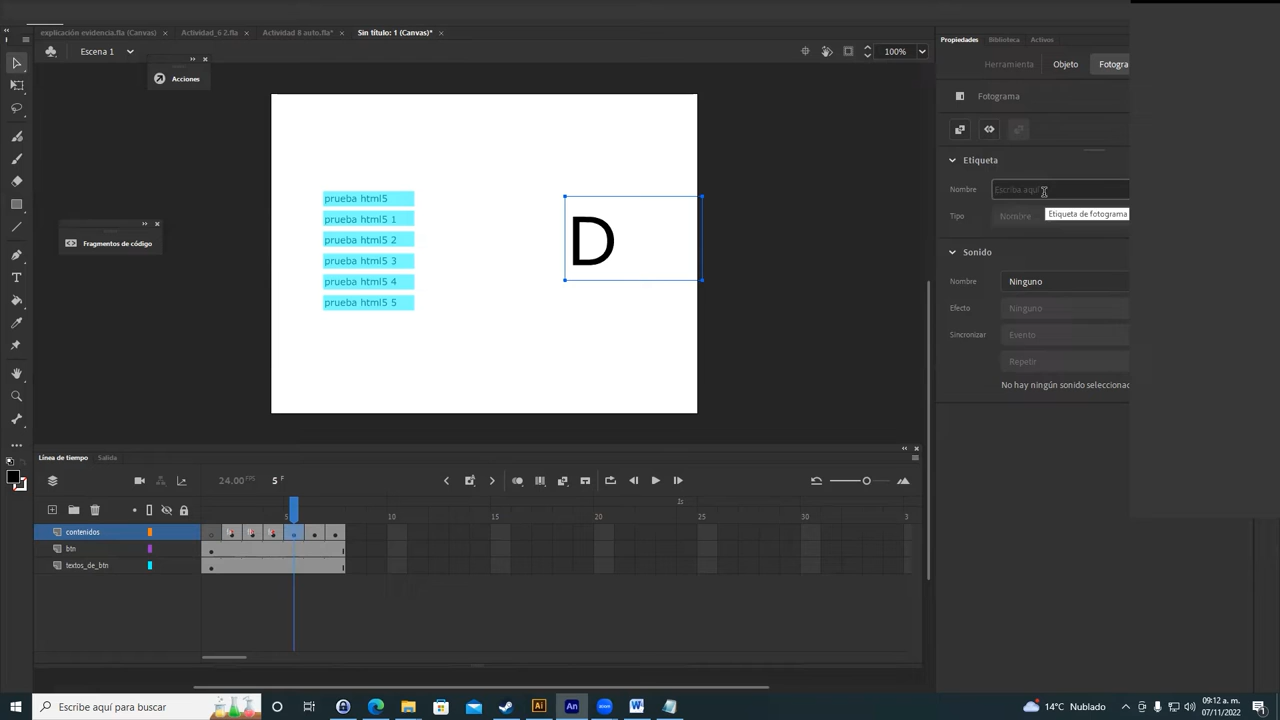 explicación evidencia.fla (Canvas)
Actividad_6 2.fla
Actividad 8 auto.fla*
Sin título: 1 (Canvas)*
Escena 1
100%
Acciones
Fragmentos de código
prueba html5
prueba html5 1
prueba html5 2
prueba html5 3
prueba html5 4
prueba html5 5
D
Propiedades
Biblioteca
Activos
Herramienta
Objeto
Fotogra
Fotograma
Etiqueta
Nombre
Escriba aquí
Tipo
Nombre
Etiqueta de fotograma
Sonido
Nombre
Ninguno
Efecto
Ninguno
Sincronizar
Evento
Repetir
No hay ningún sonido seleccionac
Línea de tiempo
Salida
24.00 FPS
5 F
5
10
15
20
25
30
3
contenidos
btn
textos_de_btn
Escribe aquí para buscar
14°C Nublado
09:12 a. m.
07/11/2022